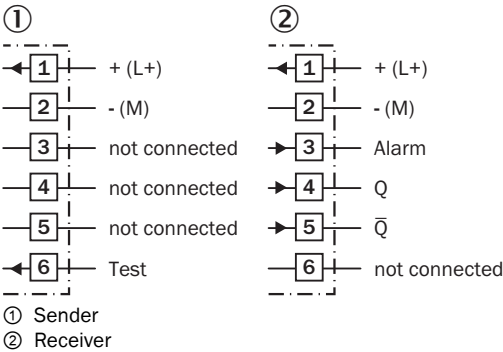 ① ②
1 + (L+) 1 + (L+)
2 - (M) 2 - (M)
3 not connected 3 Alarm
4 not connected 4 Q
5 not connected 5 Q̅
6 Test 6 not connected
① Sender
② Receiver